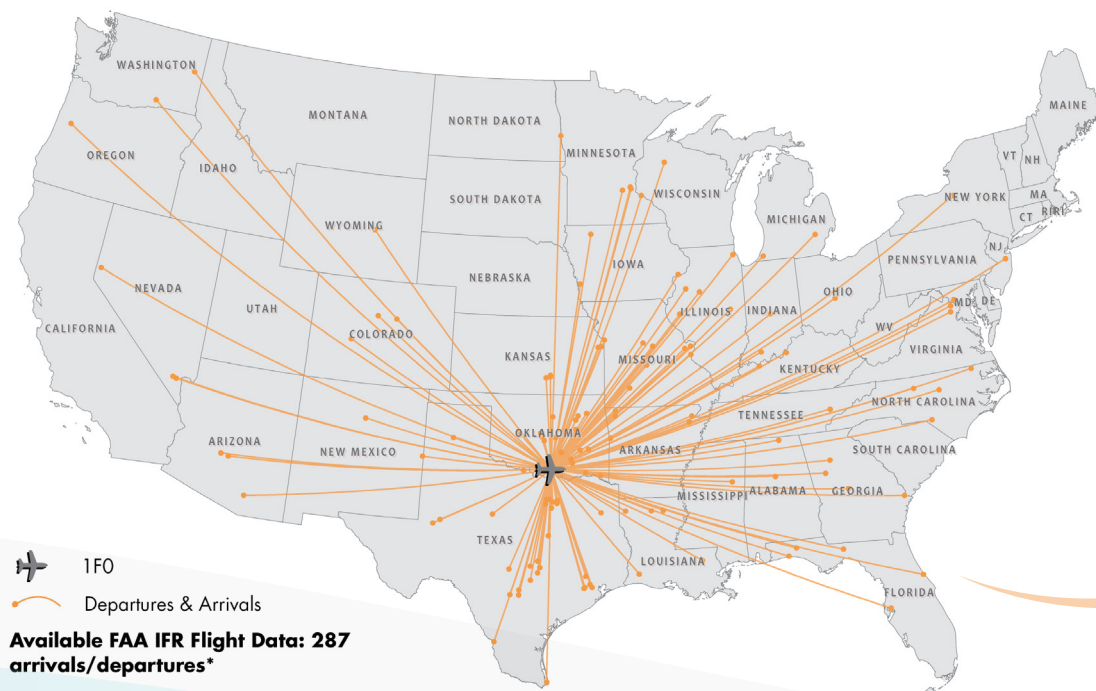 WASHINGTON
MONTANA
NORTH DAKOTA
MINNESOTA
MAINE
OREGON
IDAHO
VT
NH
WISCONSIN
SOUTH DAKOTA
MICHIGAN
NEW YORK
MA
CT
RI
RI
WYOMING
IOWA
NEBRASKA
PENNSYLVANIA
NJ
NEVADA
UTAH
OHIO
MD
DE
ILLINOIS
INDIANA
CALIFORNIA
COLORADO
WV
VIRGINIA
KANSAS
MISSOURI
KENTUCKY
NORTH CAROLINA
TENNESSEE
OKLAHOMA
ARIZONA
NEW MEXICO
ARKANSAS
SOUTH CAROLINA
MISSISSIPPI
ALABAMA
GEORGIA
TEXAS
LOUISIANA
FLORIDA
1F0
Departures & Arrivals
Available FAA IFR Flight Data: 287
arrivals/departures*